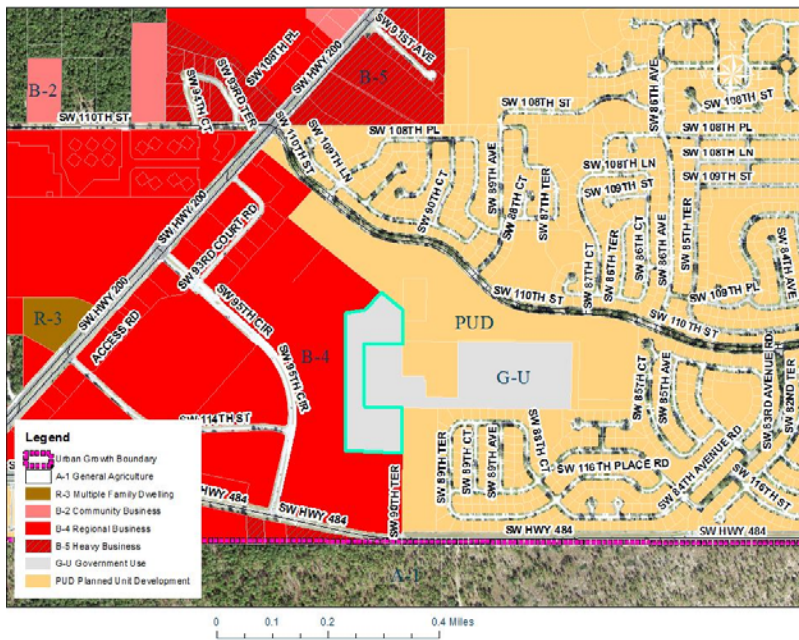 SW 91ST AVE
SW 108TH PL
B-5
B-2
SW 93RD TER
SW 94TH CT
SW HWY 200
SW 110TH ST
SW 110TH ST
SW 109TH LN
SW 108TH PL
SW 108TH ST
SW 86TH AVE
N
SW 108TH ST
SW 108TH PL
SW 108TH LN
SW 109TH ST
SW 108TH LN
SW 109TH ST
SW 89TH AVE
SW 90TH CT
SW 88TH CT
SW 87TH TER
SW 87TH CT
SW 86TH TER
SW 86TH CT
SW 86TH AVE
SW 85TH TER
SW 84TH AVE
SW 109TH PL
SW 110TH ST
SW 110TH ST
SW HWY 200
SW 93RD COURT RD
SW HWY 200
R-3
ACCESS RD
SW 95TH CIR
SW 95TH CIR
B-4
PUD
G-U
SW 114TH ST
SW 85TH CT
SW 85TH AVE
SW 83RD AVENUE RD
SW 82ND TER
SW 88TH CT
SW 89TH TER
SW 89TH CT
SW 89TH AVE
SW 116TH PLACE RD
SW 84TH AVENUE RD
SW 116TH ST
SW 90TH TER
HWY 484
SW HWY 484
SW HWY 484
SW HWY 484
A-1
Legend
Urban Growth Boundary
A-1 General Agriculture
R-3 Multiple Family Dwelling
B-2 Community Business
B-4 Regional Business
B-5 Heavy Business
G-U Government Use
PUD Planned Unit Development
0 0.1 0.2 0.4 Miles